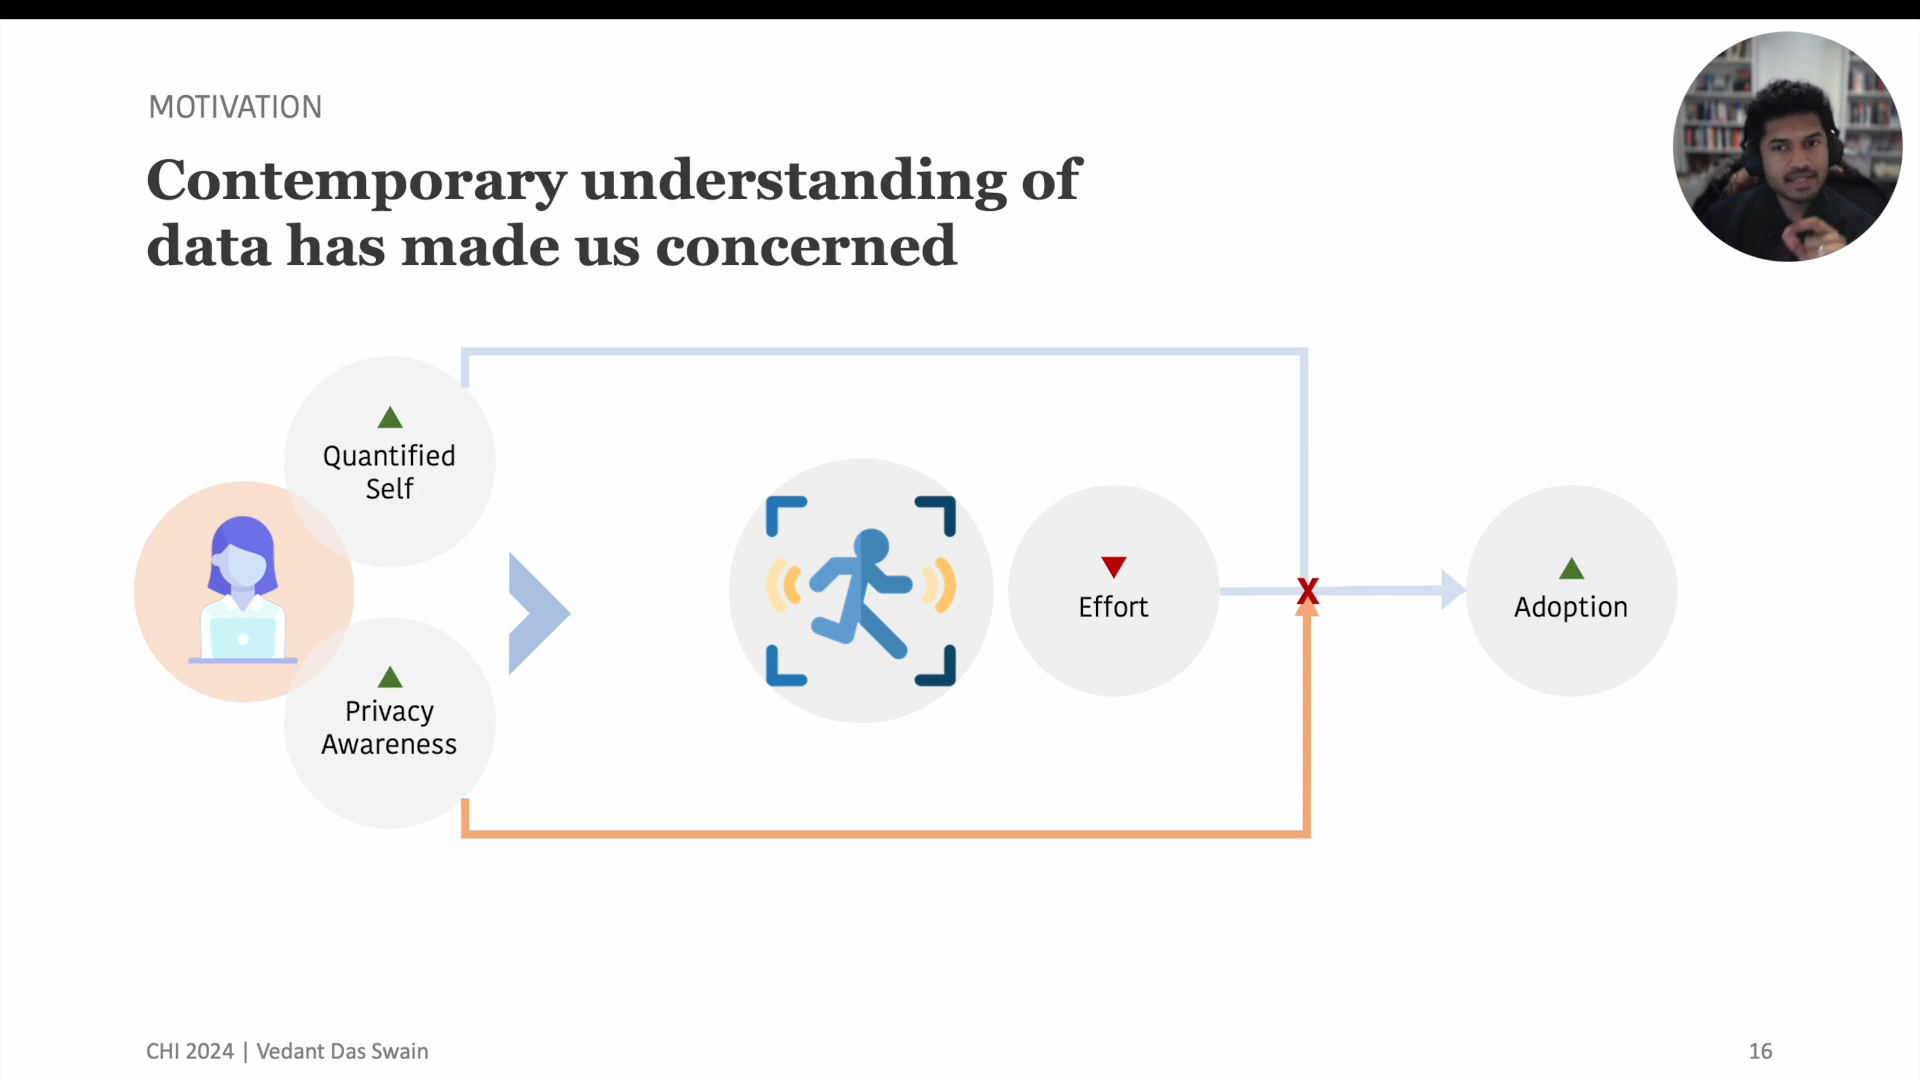 MOTIVATION
Contemporary understanding of
data has made us concerned
Quantified
Self
Privacy
Awareness
Effort
X
Adoption
CHI 2024 | Vedant Das Swain
16